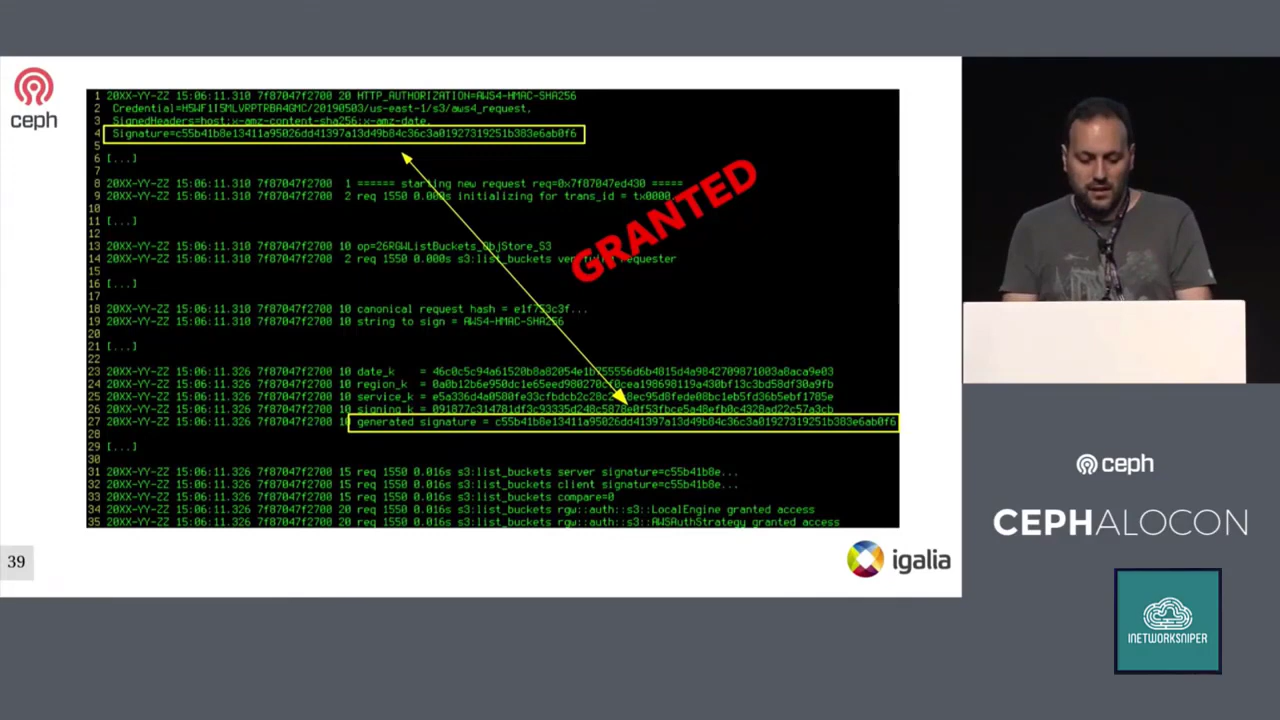 ceph
1 20XX-YY-ZZ 15:06:11.310 7f87047f2700 20 HTTP_AUTHORIZATION=AWS4-HMAC-SHA256
2 Credential=H5WF1I5MLVRPTRBA4GMC/20190503/us-east-1/s3/aws4_request,
3 SignedHeaders=host;x-amz-content-sha256;x-amz-date,
4 Signature=c55b41b8e13411a95026dd41397a13d49b84c36c3a01927319251b383e6ab0f6
5
6 [...]
7
8 20XX-YY-ZZ 15:06:11.310 7f87047f2700 1 ====== starting new request req=0x7f87047ed430 =====
9 20XX-YY-ZZ 15:06:11.310 7f87047f2700 2 req 1550 0.000s initializing for trans_id = tx0000
10
11 [...]
12
13 20XX-YY-ZZ 15:06:11.310 7f87047f2700 10 op=26RGWListBuckets_ObjStore_S3
14 20XX-YY-ZZ 15:06:11.310 7f87047f2700 2 req 1550 0.000s s3:list_buckets verifying requester
15
16 [...]
17
18 20XX-YY-ZZ 15:06:11.310 7f87047f2700 10 canonical request hash = e1f753c3f...
19 20XX-YY-ZZ 15:06:11.310 7f87047f2700 10 string to sign = AWS4-HMAC-SHA256
20
21 [...]
22
23 20XX-YY-ZZ 15:06:11.310 7f87047f2700 10 date_k =
24 20XX-YY-ZZ 15:06:11.310 7f87047f2700 10 region_k =
25 20XX-YY-ZZ 15:06:11.310 7f87047f2700 10 service_k =
26 20XX-YY-ZZ 15:06:11.310 7f87047f2700 10 signing_k =
27 20XX-YY-ZZ 15:06:11.310 7f87047f2700 10 generated signature = c55b41b8e13411a95026dd41397a13d49b84c36c3a01927319251b383e6ab0f6
28
29 [...]
30
31 20XX-YY-ZZ 15:06:11.326 7f87047f2700 15 req 1550 0.016s s3:list_buckets server signature=c55b41b8e...
32 20XX-YY-ZZ 15:06:11.326 7f87047f2700 15 req 1550 0.016s s3:list_buckets client signature=c55b41b8e...
33 20XX-YY-ZZ 15:06:11.326 7f87047f2700 15 req 1550 0.016s s3:list_buckets compare=0
34 20XX-YY-ZZ 15:06:11.326 7f87047f2700 20 req 1550 0.016s s3:list_buckets rgw::auth::s3::LocalEngine granted access
35 20XX-YY-ZZ 15:06:11.326 7f87047f2700 20 req 1550 0.016s s3:list_buckets rgw::auth::s3::AWSAuthStrategy granted access
GRANTED
39
igalia
ceph
CEPHALOCON
INETWORKSNIPER